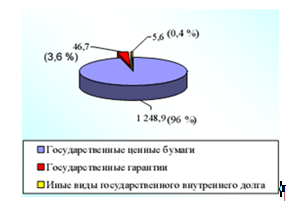 46,7
5,6 (0,4 %)
(3,6 %)
1 248,9 (96 %)
Государственные ценные бумаги
Государственные гарантии
Иные виды государственного внутреннего долга